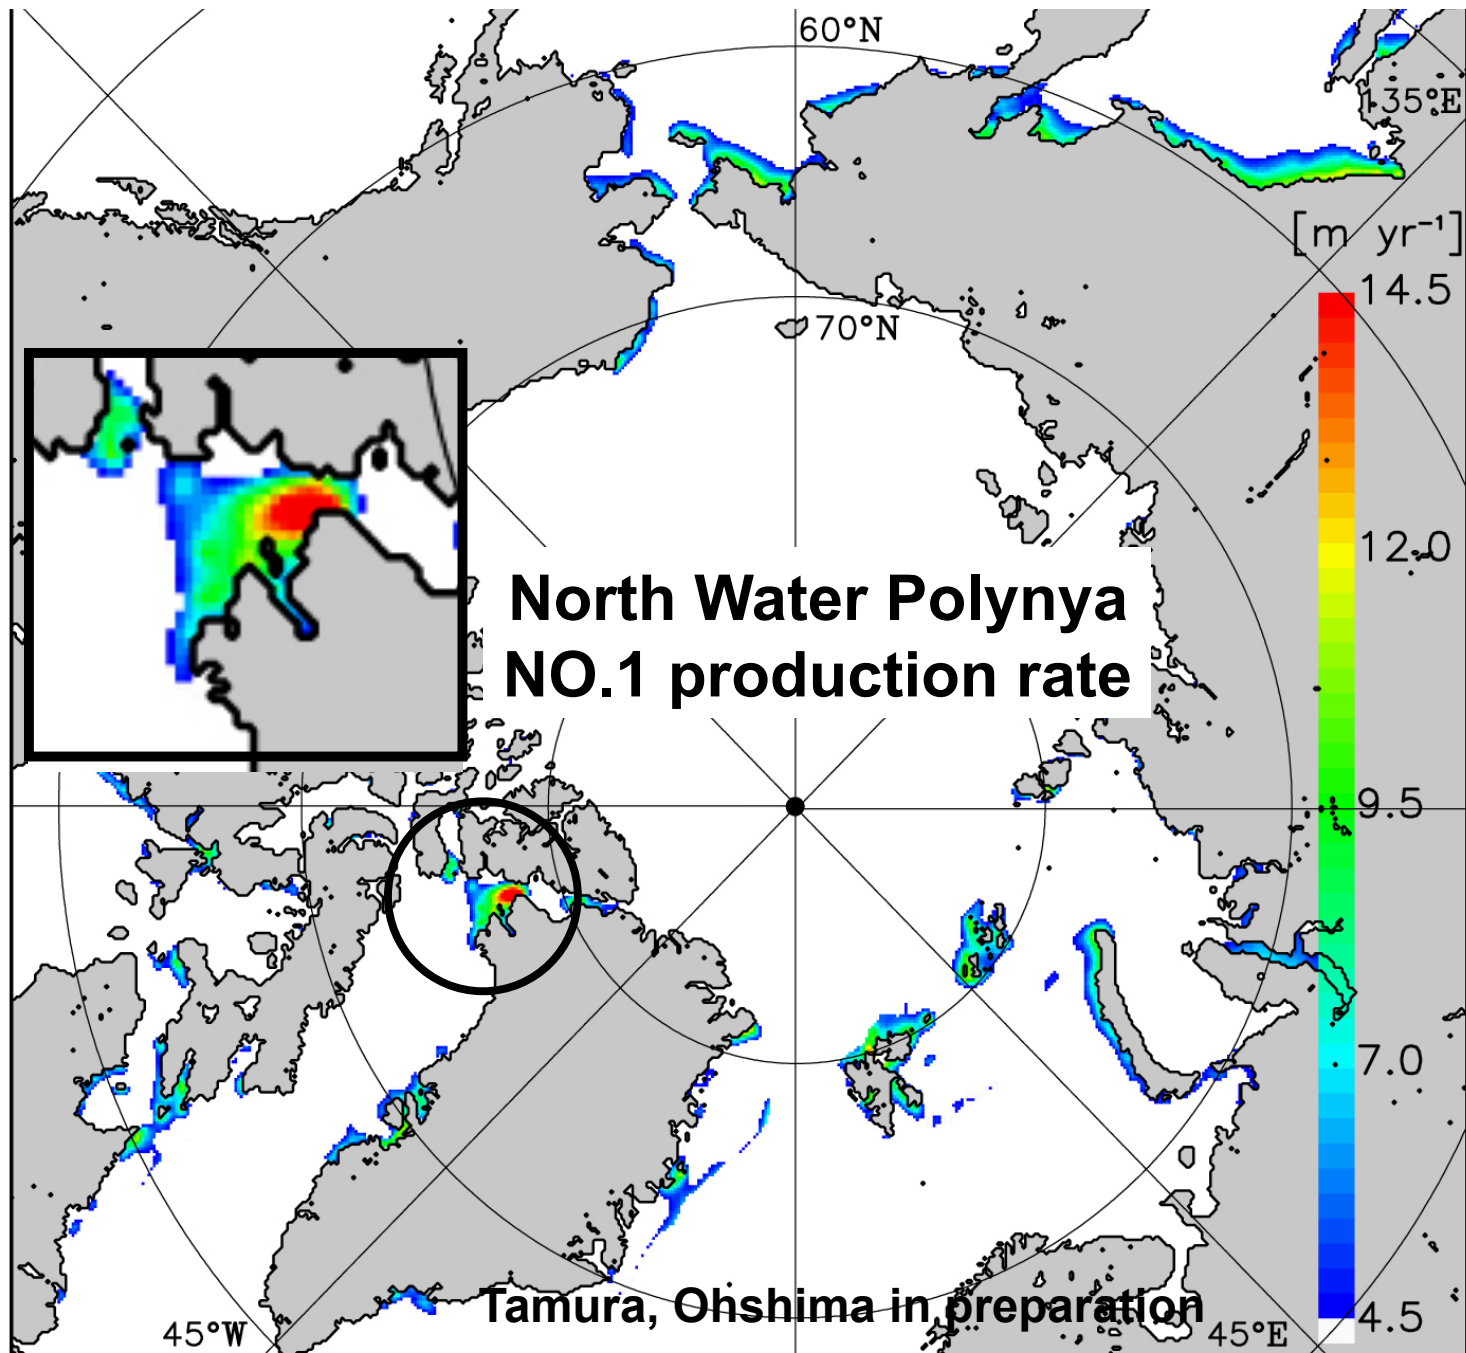 60°N
135°E
[m yr⁻¹]
14.5
70°N
12.0
North Water Polynya
NO.1 production rate
9.5
7.0
Tamura, Ohshima in preparation
4.5
45°W
45°E